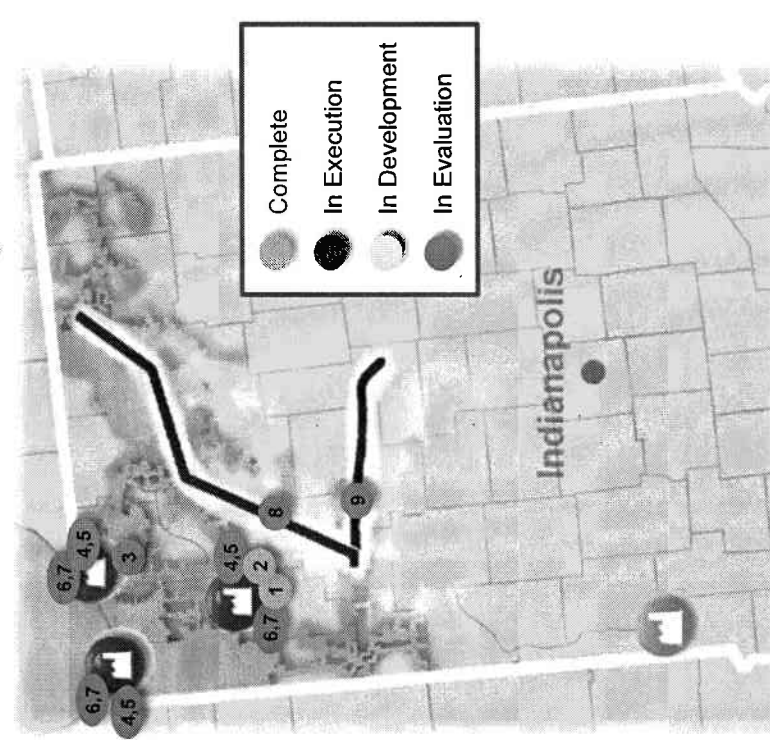 Complete
In Execution
In Development
In Evaluation
6,7
4,5
3
6,7
4,5
4,5
2
1
6,7
8
9
Indianapolis